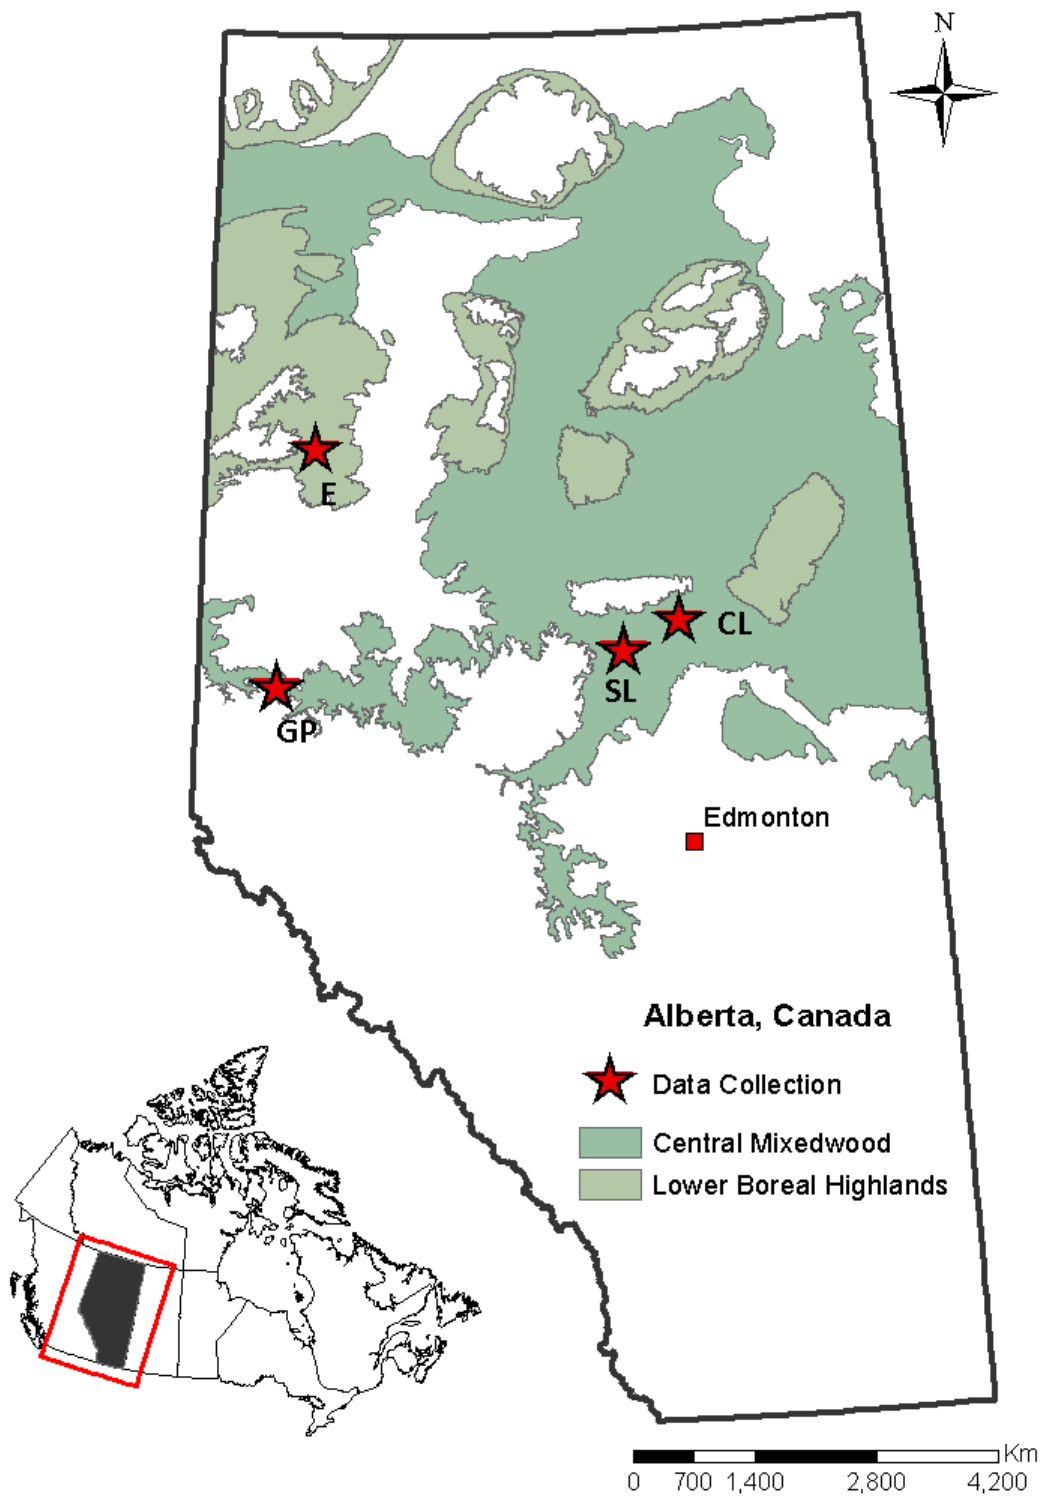 N
E
CL
SL
GP
Edmonton
Alberta, Canada
Data Collection
Central Mixedwood
Lower Boreal Highlands
Km
0 700 1,400 2,800 4,200